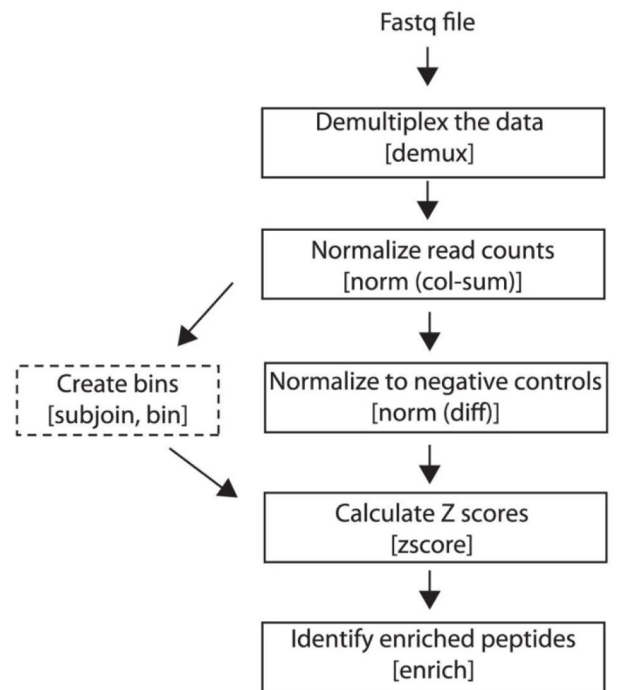 Fastq file
Demultiplex the data
[demux]
Normalize read counts
[norm (col-sum)]
Create bins
[subjoin, bin]
Normalize to negative controls
[norm (diff)]
Calculate Z scores
[zscore]
Identify enriched peptides
[enrich]